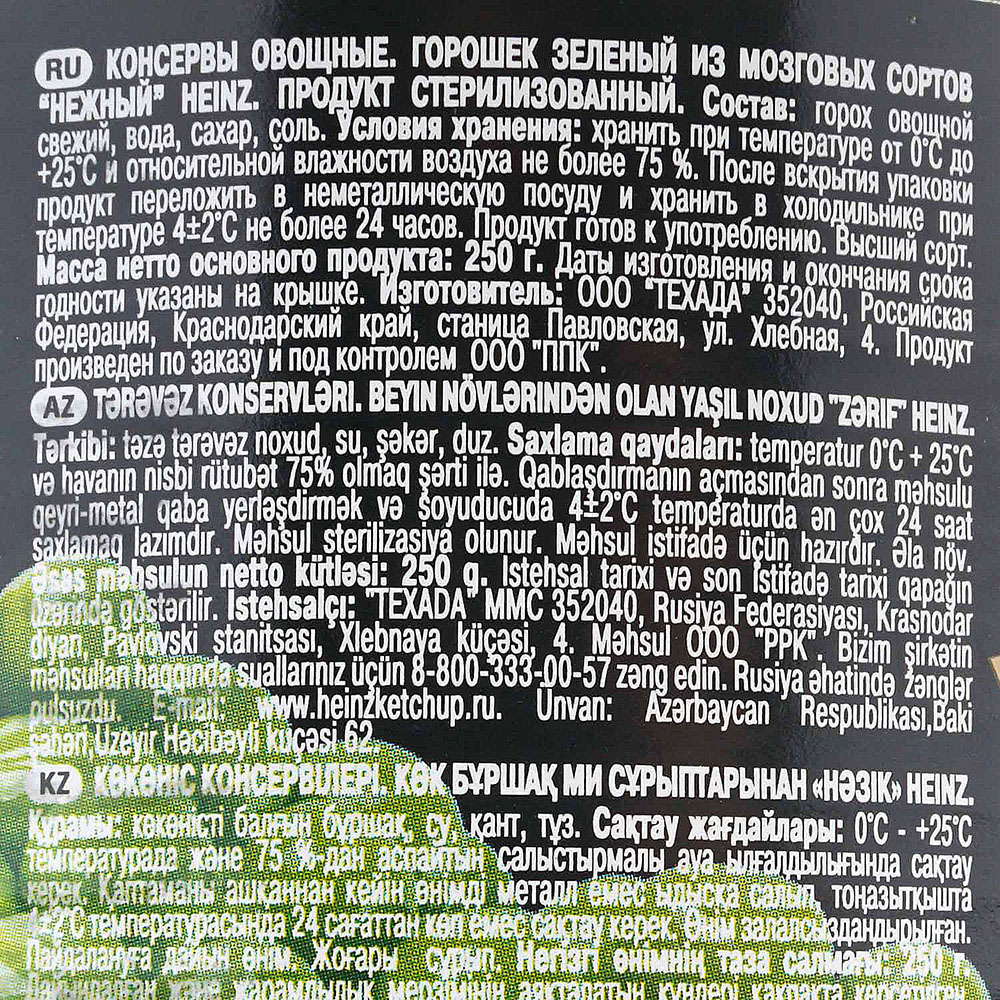 RU КОНСЕРВЫ ОВОЩНЫЕ. ГОРОШЕК ЗЕЛЕНЫЙ ИЗ МОЗГОВЫХ СОРТОВ
"НЕЖНЫЙ" HEINZ. ПРОДУКТ СТЕРИЛИЗОВАННЫЙ. Состав: горох овощной
свежий, вода, сахар, соль. Условия хранения: хранить при температуре от 0°С до
+25°С и относительной влажности воздуха не более 75 %. После вскрытия упаковки
продукт переложить в неметаллическую посуду и хранить в холодильнике при
температуре 4±2°С не более 24 часов. Продукт готов к употреблению. Высший сорт.
Масса нетто основного продукта: 250 г. Даты изготовления и окончания срока
годности указаны на крышке. Изготовитель: ООО "ТЕХАДА" 352040, Российская
Федерация, Краснодарский край, станица Павловская, ул. Хлебная, 4. Продукт
произведен по заказу и под контролем ООО "ППК".
AZ TƏRƏVƏZ KONSERVLƏRI. BEYIN NÖVLƏRINDƏN OLAN YAŞIL NOXUD "ZƏRIF" HEINZ.
Tərkibi: təzə tərəvəz noxud, su, şəkər, duz. Saxlama qaydaları: temperatur 0°C + 25°C
və havanın nisbi rütubət 75% olmaq şərti ilə. Qablaşdırmanın açmasından sonra məhsulu
qeyri-metal qaba yerləşdirmək və soyuducuda 4±2°C temperaturda ən çox 24 saat
saxlamaq lazımdır. Məhsul sterilizasiya olunur. Məhsul istifadə üçün hazırdır. Əla növ.
Əsas məhsulun netto kütləsi: 250 g. Istehsal tarixi və son Istifadə tarixi qapağın
üzərində göstərilir. Istehsalçı: "TEXADA" MMC 352040, Rusiya Federasiyası, Krasnodar
diyarı, Pavlovski stanitsası, Xlebnaya küçəsi, 4. Məhsul OOO "PPK". Bizim şirkətin
məhsulları haqqında suallarınız üçün 8-800-333-00-57 zəng edin. Rusiya əhatində zənglər
pulsuzdu. E-mail: www.heinzketchup.ru. Ünvan: Azərbaycan Respublikası,Baki
şəhəri Uzeyir Hacibəyli küçəsi 62.
KZ КӨКӨНІС КОНСЕРВІЛЕРІ. КӨК БҰРШАҚ МИ СҰРЫПТАРЫНАН «НӘЗІК» HEINZ.
Құрамы: көкөністі балғын бұршақ, су, қант, тұз. Сақтау жағдайлары: 0°С - +25°С
температурада және 75 %-дан аспайтын салыстырмалы ауа ылғалдылығында сақтау
керек. Қаптаманы ашқаннан кейін өнімді металл емес ыдысқа салып, тоңазытқышта
4±2°С температурасында 24 сағаттан көп емес сақтау керек. Өнім залалсыздандырылған.
Пайдалануға дайын өнім. Жоғары сұрып. Негізгі өнімнің таза салмағы: 250 г.
Дайындалған және жарамдылық мерзімінің аяқталатын күндері қақпақта көрсетілген.